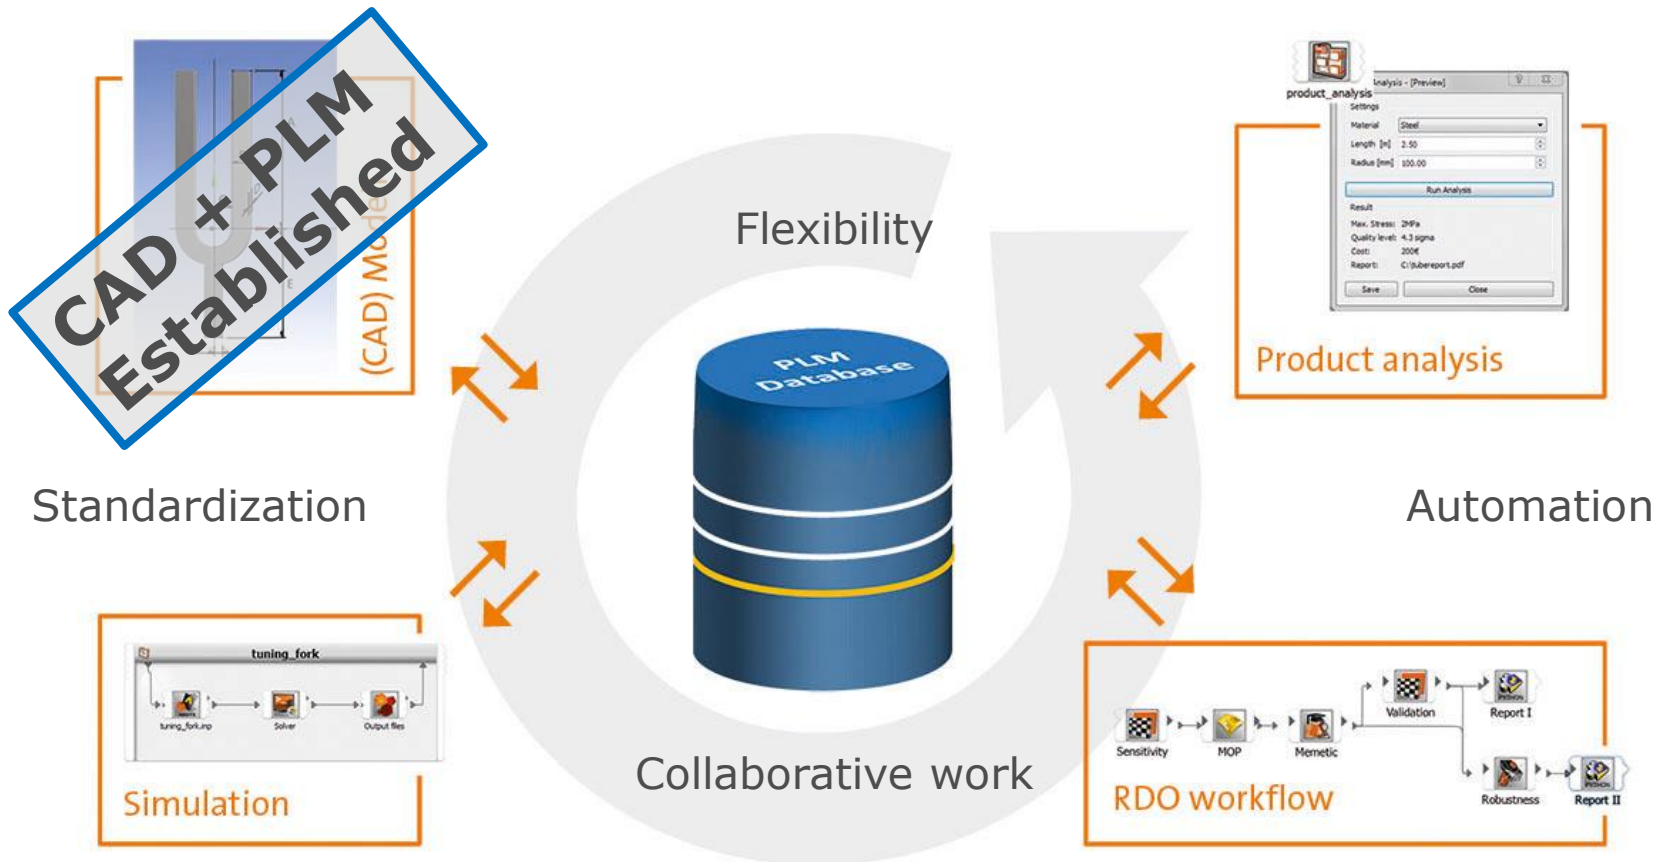 CAD + PLM
Established
(CAD) Model
product_analysis
Analysis - [Preview]
Settings
Material Steel
Length [m] 2.50
Radius [mm] 100.00
Run Analysis
Result
Max. Stress: 2MPa
Quality level: 4.3 sigma
Cost: 200€
Report: C:\tubereport.pdf
Save Close
Product analysis
Flexibility
PLM
Database
Standardization
Automation
tuning_fork
tuning_fork.inp Solver Output files
Simulation
Collaborative work
Validation Report I
Sensitivity MOP Memetic
Robustness Report II
RDO workflow